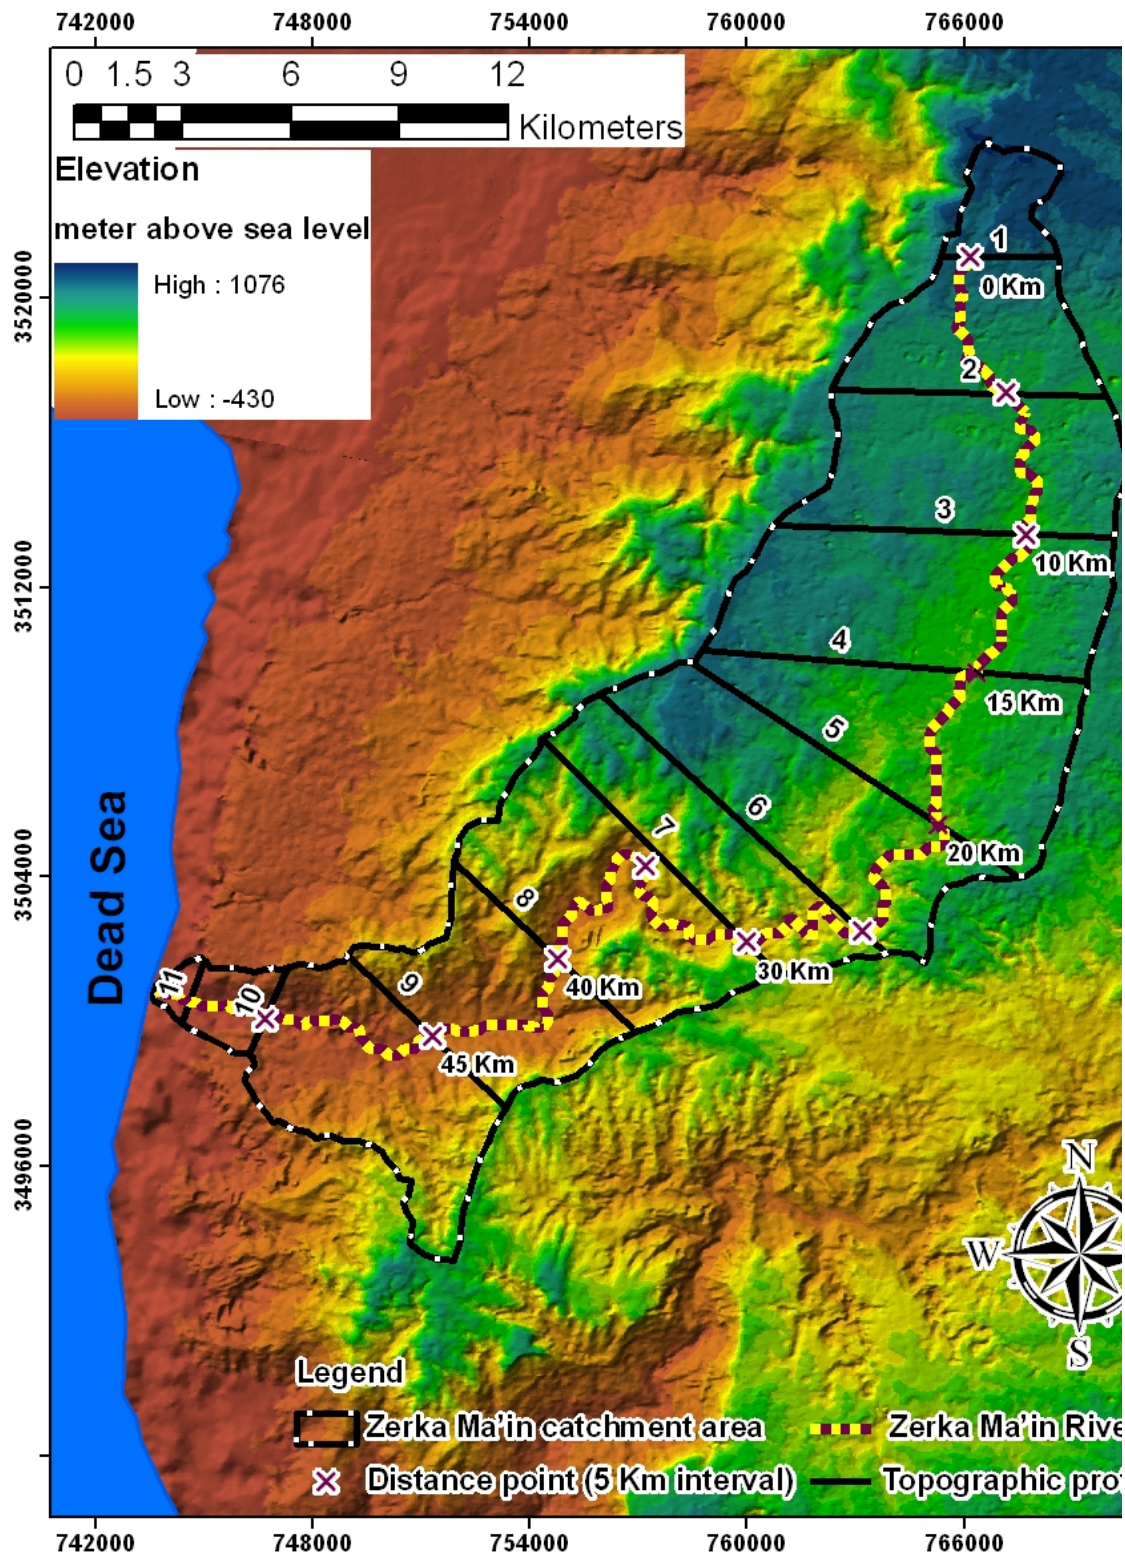 742000 748000 754000 760000 766000
0 1.5 3 6 9 12
Kilometers
Elevation
meter above sea level
High : 1076
Low : -430
3520000
3512000
3504000
3496000
Dead Sea
1
0 Km
2
3
10 Km
4
15 Km
5
6
7
20 Km
8
30 Km
9
40 Km
10
11
45 Km
N
W
S
Legend
Zerka Ma'in catchment area
Zerka Ma'in Rive
Distance point (5 Km interval)
Topographic prof
742000 748000 754000 760000 766000